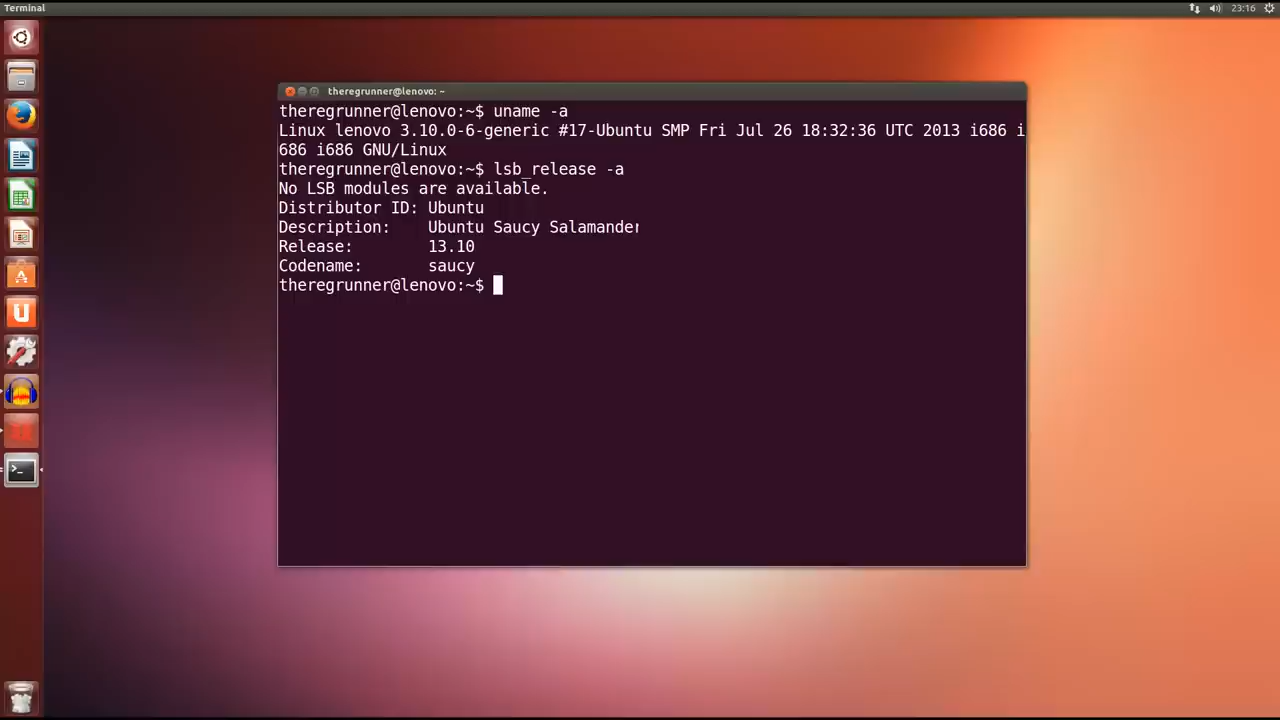 Terminal
23:16
theregrunner@lenovo: ~
theregrunner@lenovo:~$ uname -a
Linux lenovo 3.10.0-6-generic #17-Ubuntu SMP Fri Jul 26 18:32:36 UTC 2013 i686 i
686 i686 GNU/Linux
theregrunner@lenovo:~$ lsb_release -a
No LSB modules are available.
Distributor ID: Ubuntu
Description:    Ubuntu Saucy Salamander
Release:        13.10
Codename:       saucy
theregrunner@lenovo:~$